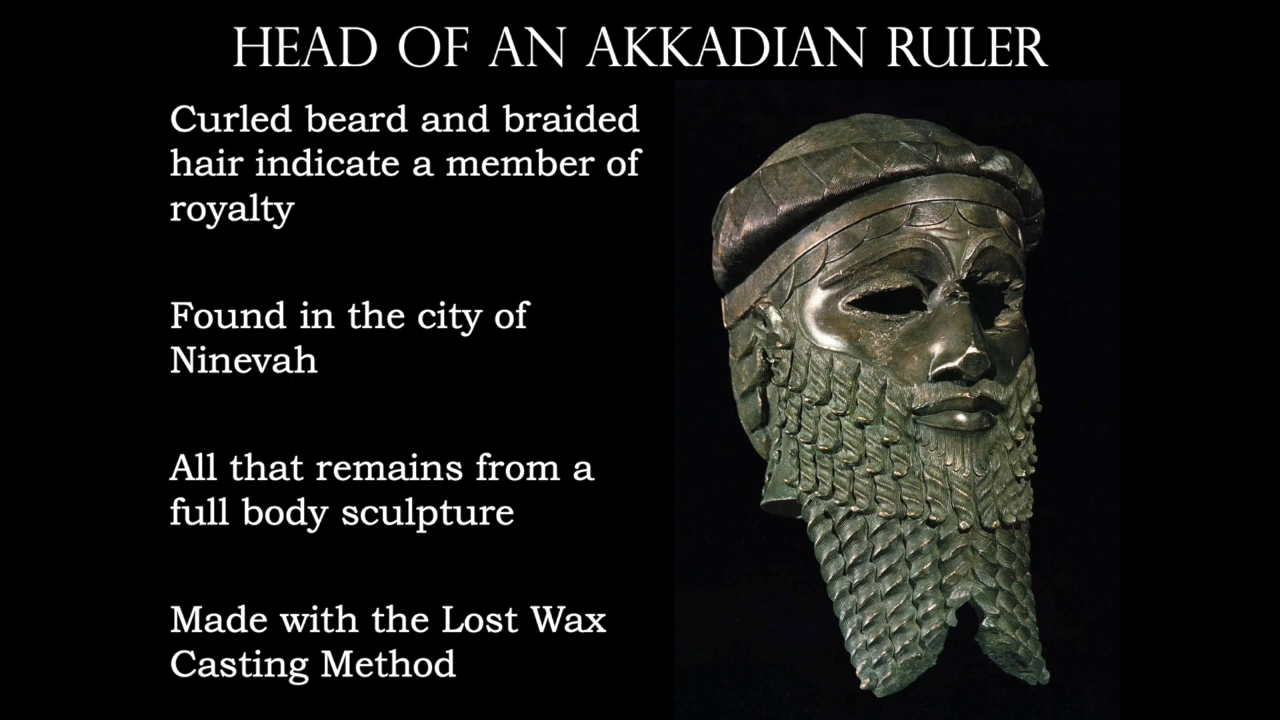 HEAD OF AN AKKADIAN RULER
Curled beard and braided
hair indicate a member of
royalty
Found in the city of
Ninevah
All that remains from a
full body sculpture
Made with the Lost Wax
Casting Method